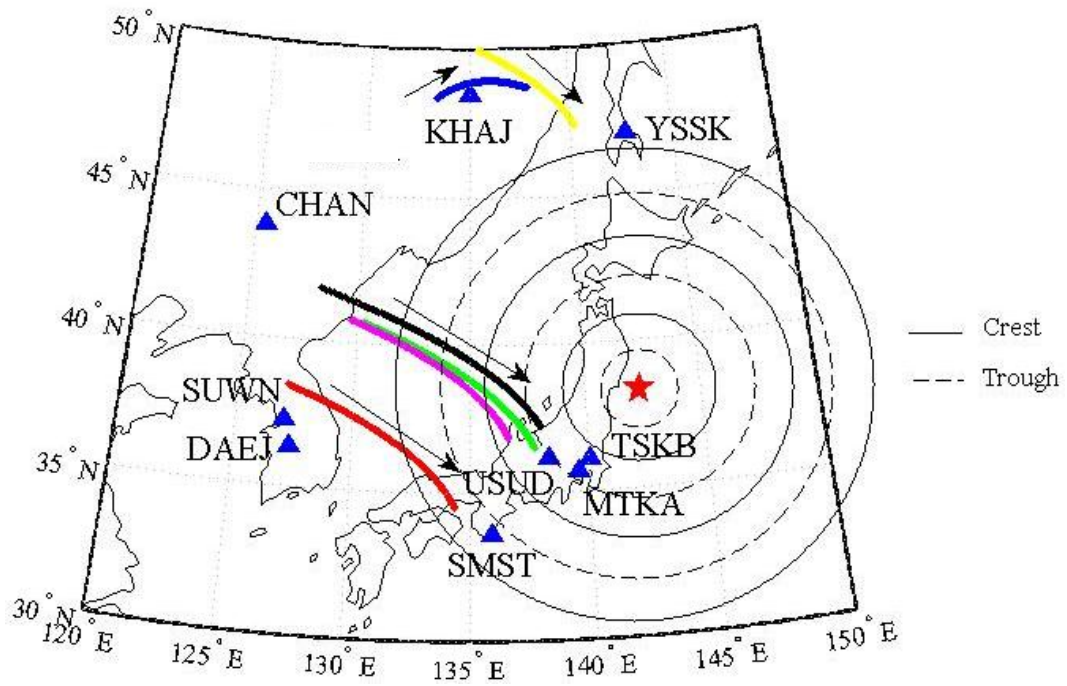 50°N
KHAJ
YSSK
45°N
CHAN
40°N
Crest
Trough
SUWN
DAEJ
TSKB
USUD
MTKA
35°N
SMST
30°N
120°E
125°E
130°E
135°E
140°E
145°E
150°E